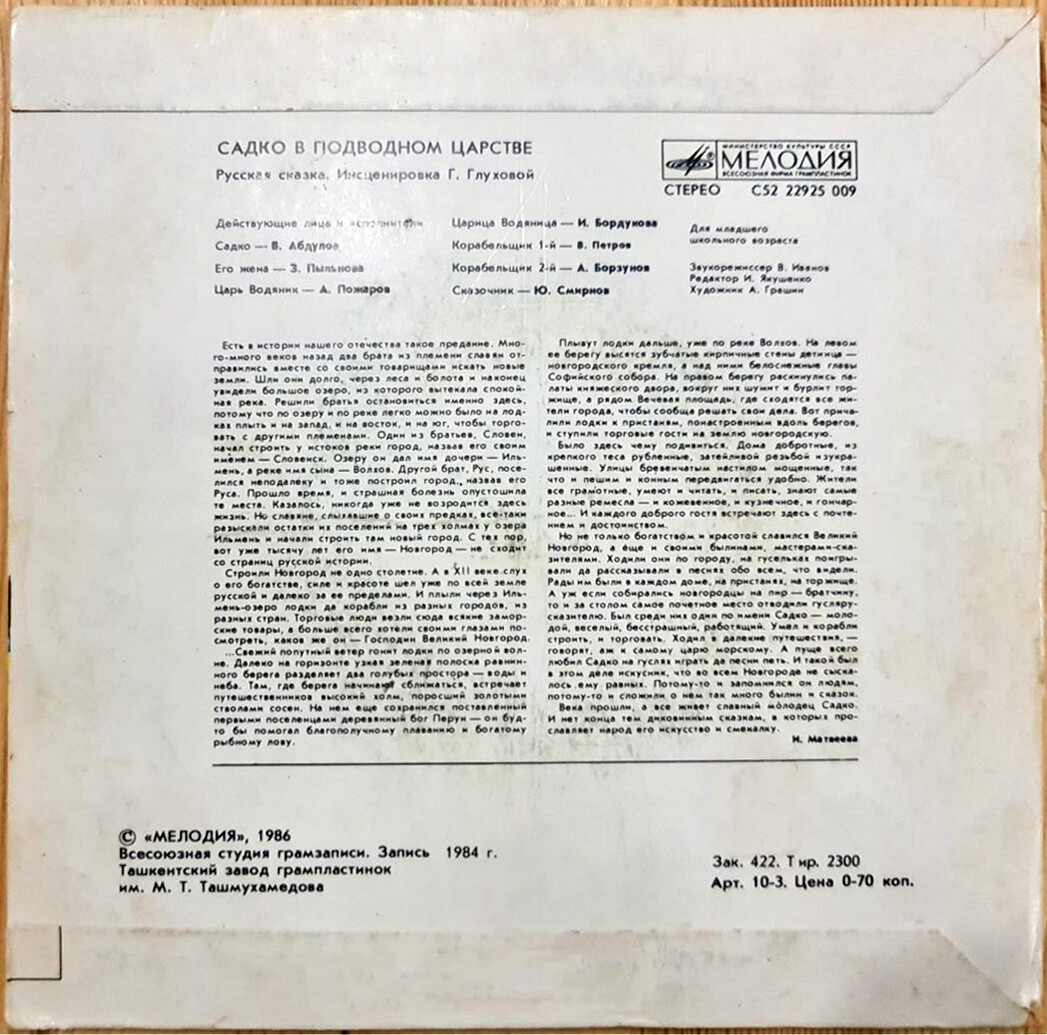 САДКО В ПОДВОДНОМ ЦАРСТВЕ
Русская сказка. Инсценировка Г. Глуховой
МИНИСТЕРСТВО КУЛЬТУРЫ СССР
МЕЛОДИЯ
ВСЕСОЮЗНАЯ ФИРМА ГРАМПЛАСТИНОК
СТЕРЕО С52 22925 009
Действующие лица и исполнители
Садко — В. Абдулов
Его жена — З. Пыльнова
Царь Водяник — А. Пожаров
Царица Водяница — И. Бордукова
Корабельщик 1-й — В. Петров
Корабельщик 2-й — А. Борзунов
Сказочник — Ю. Смирнов
Для младшего
школьного возраста
Звукорежиссер В. Иванов
Редактор И. Якушенко
Художник А. Грашин
Есть в истории нашего отечества такое предание. Мно-
го-много веков назад два брата из племени славян от-
правились вместе со своими товарищами искать новые
земли. Шли они долго, через леса и болота и наконец
увидели большое озеро, из которого вытекала спокой-
ная река. Решили братья остановиться именно здесь,
потому что по озеру и по реке легко можно было на лод-
ках плыть и на запад, и на восток, и на юг, чтобы торго-
вать с другими племенами. Один из братьев, Словен,
начал строить у истоков реки город, назвав его своим
именем — Словенск. Озеру он дал имя дочери — Иль-
мень, а реке имя сына — Волхов. Другой брат, Рус, посе-
лился неподалеку и тоже построил город, назвав его
Руса. Прошло время, и страшная болезнь опустошила
те места. Казалось, никогда уже не возродится здесь
жизнь. Но славяне, слыхавшие о своих предках, все-таки
разыскали остатки их поселений на трех холмах у озера
Ильмень и начали строить там новый город. С тех пор,
вот уже тысячу лет его имя — Новгород — не сходит
со страниц русской истории.
Строили Новгород не одно столетие. А в XII веке слух
о его богатстве, силе и красоте шел уже по всей земле
русской и далеко за ее пределами. И плыли через Иль-
мень-озеро лодки да корабли из разных городов, из
разных стран. Торговые люди везли сюда всякие замор-
ские товары, а больше всего хотели своими глазами по-
смотреть, каков же он — Господин Великий Новгород.
...Свежий попутный ветер гонит лодки по озерной вол-
не. Далеко на горизонте узкая зеленая полоска равнин-
ного берега разделяет два голубых простора — воды и
неба. Там, где берега начинают сближаться, встречает
путешественников высокий холм, поросший золотыми
стволами сосен. На нем еще сохранился поставленный
первыми поселенцами деревянный бог Перун — он буд-
то бы помогал благополучному плаванию и богатому
рыбному лову.
Плывут лодки дальше, уже по реке Волхов. На левом
ее берегу высятся зубчатые кирпичные стены детинца —
новгородского кремля, а над ними белоснежные главы
Софийского собора. На правом берегу раскинулись па-
латы княжеского двора, вокруг них шумит и бурлит тор-
жище, а рядом Вечевая площадь, где сходятся все жи-
тели города, чтобы сообща решать свои дела. Вот прича-
лили лодки к пристаням, понастроенным вдоль берегов,
и ступили торговые гости на землю новгородскую.
Было здесь чему подивиться. Дома добротные, из
крепкого теса рубленные, затейливой резьбой изукра-
шенные. Улицы бревенчатым настилом мощенные, так
что и пешим и конным передвигаться удобно. Жители
все грамотные, умеют и читать, и писать, знают самые
разные ремесла — и кожевенное, и кузнечное, и гончар-
ное... И каждого доброго гостя встречают здесь с почте-
нием и достоинством.
Но не только богатством и красотой славился Великий
Новгород, а еще и своими былинами, мастерами-ска-
зителями. Ходили они по городу, на гусельках поигры-
вали да рассказывали в песнях обо всем, что видели.
Рады им были в каждом доме, на пристанях, на торжище.
А уж если собирались новгородцы на пир — братчину,
то и за столом самое почетное место отводили гусляру-
сказителю. Был среди них один по имени Садко — моло-
дой, веселый, бесстрашный, работящий. Умел и корабли
строить, и торговать. Ходил в далекие путешествия, —
говорят, аж к самому царю морскому. А пуще всего
любил Садко на гуслях играть да песни петь. И такой был
в этом деле искусник, что во всем Новгороде не сыска-
лось ему равных. Потому-то и запомнился он людям,
потому-то и сложили о нем так много былин и сказок.
Века прошли, а все живет славный молодец Садко.
И нет конца тем диковинным сказкам, в которых про-
славляет народ его искусство и смекалку.
И. Матвеева
© «МЕЛОДИЯ», 1986
Всесоюзная студия грамзаписи. Запись 1984 г.
Ташкентский завод грампластинок
им. М. Т. Ташмухамедова
Зак. 422. Тир. 2300
Арт. 10-3. Цена 0-70 коп.